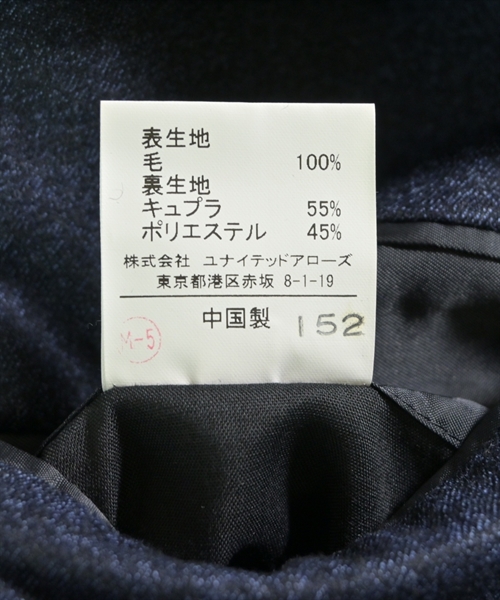 表生地
毛 100%
裏生地
キュプラ 55%
ポリエステル 45%
株式会社 ユナイテッドアローズ
東京都港区赤坂 8-1-19
中国製 152
M-5